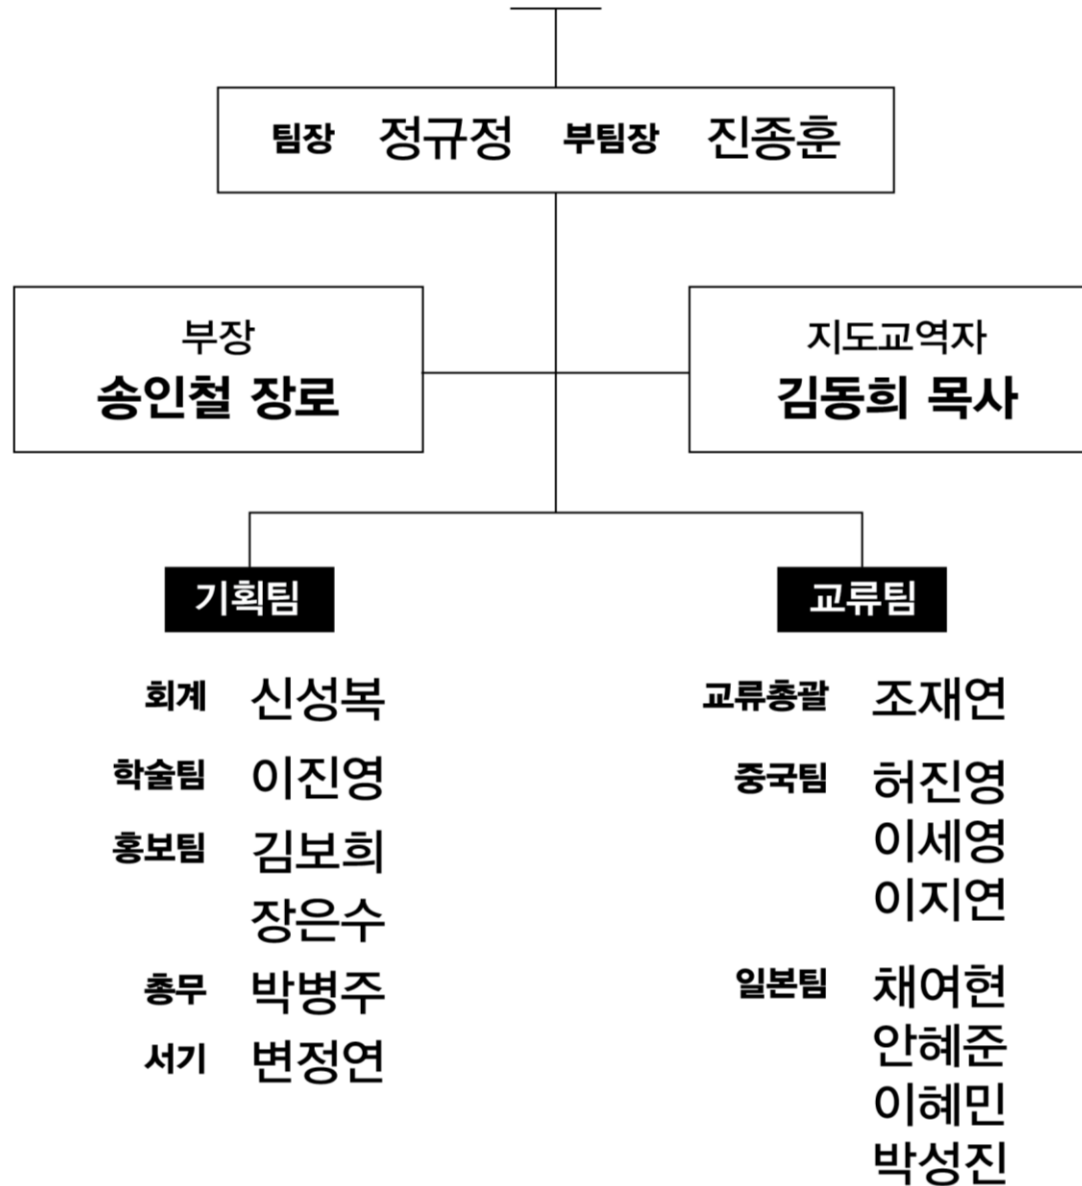 팀장 정규정 부팀장 진종훈
부장
송인철 장로
지도교역자
김동희 목사
기획팀
회계 신성복
학술팀 이진영
홍보팀 김보희
장은수
총무 박병주
서기 변정연
교류팀
교류총괄 조재연
중국팀 허진영
이세영
이지연
일본팀 채여현
안혜준
이혜민
박성진